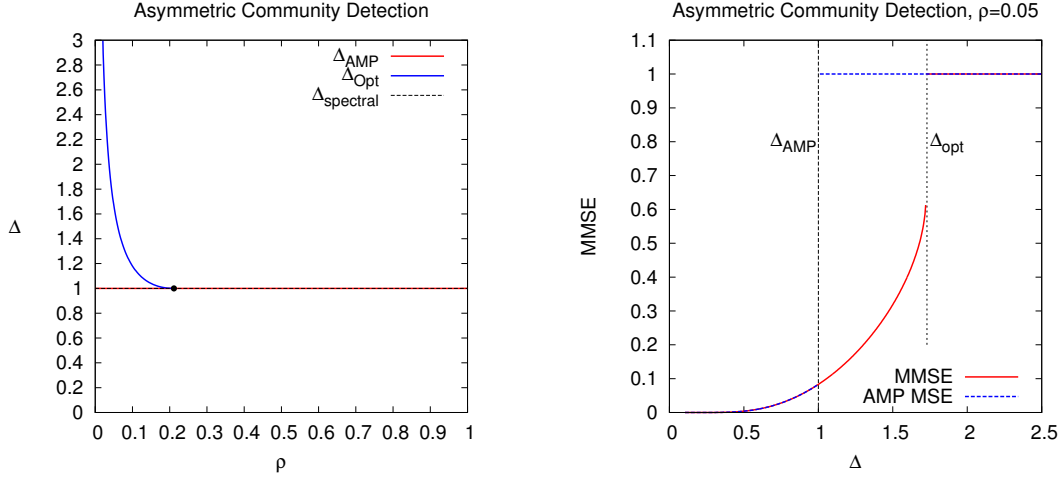 Asymmetric Community Detection
3
2.8
2.6
2.4
2.2
2
1.8
1.6
1.4
1.2
1
0.8
0.6
0.4
0.2
0
Δ
Δ_AMP
Δ_Opt
Δ_spectral
0 0.1 0.2 0.3 0.4 0.5 0.6 0.7 0.8 0.9 1
ρ
Asymmetric Community Detection, ρ=0.05
1
0.9
0.8
0.7
0.6
0.5
0.4
0.3
0.2
0.1
0
MMSE
Δ_AMP
Δ_opt
MMSE
AMP MSE
0 0.5 1 1.5 2 2.5
Δ